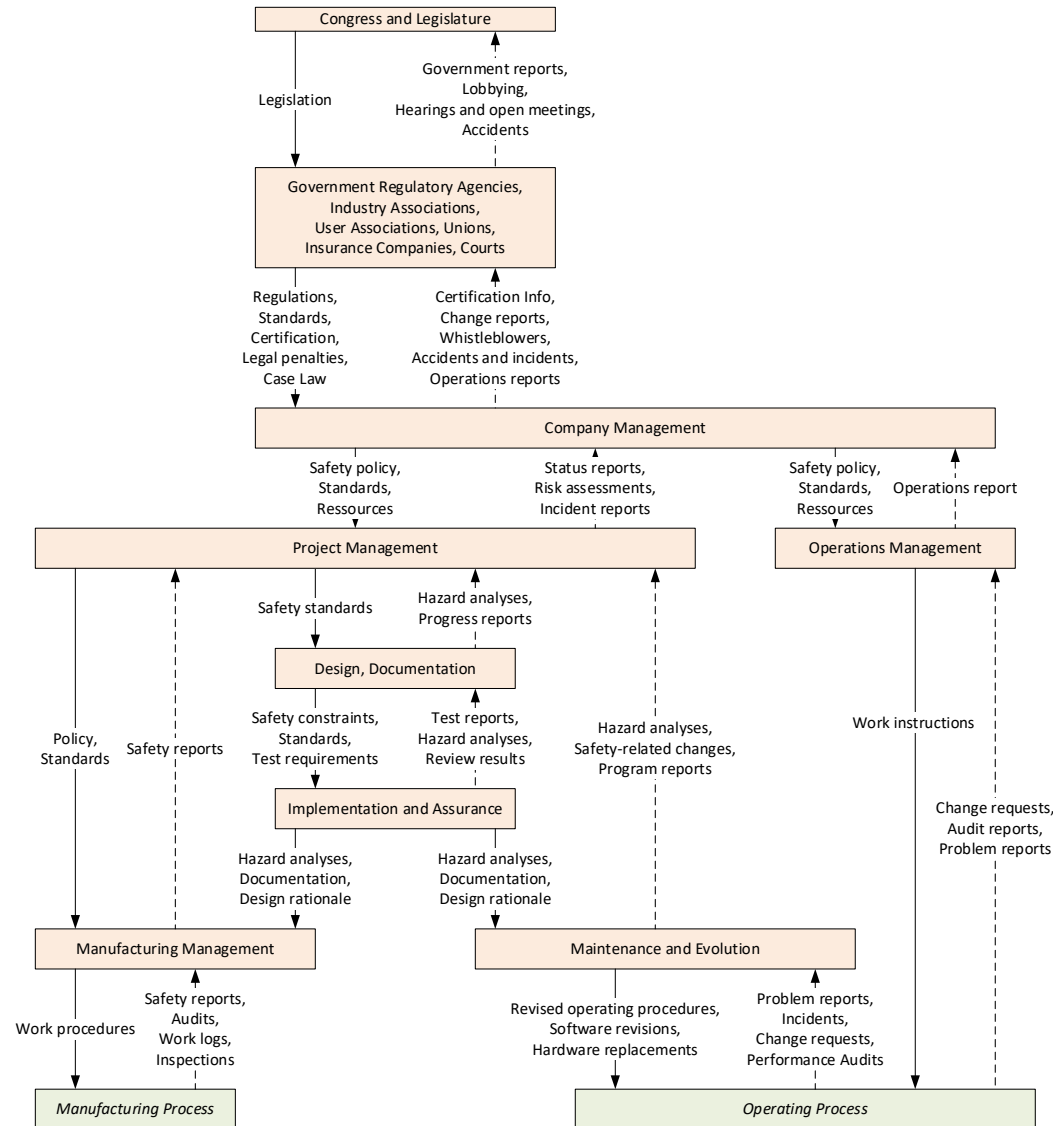 Congress and Legislature
Legislation
Government reports,
Lobbying,
Hearings and open meetings,
Accidents
Government Regulatory Agencies,
Industry Associations,
User Associations, Unions,
Insurance Companies, Courts
Regulations,
Standards,
Certification,
Legal penalties,
Case Law
Certification Info,
Change reports,
Whistleblowers,
Accidents and incidents,
Operations reports
Company Management
Safety policy,
Standards,
Ressources
Status reports,
Risk assessments,
Incident reports
Safety policy,
Standards,
Ressources
Operations report
Project Management
Operations Management
Safety standards
Hazard analyses,
Progress reports
Design, Documentation
Policy,
Standards
Safety reports
Safety constraints,
Standards,
Test requirements
Test reports,
Hazard analyses,
Review results
Hazard analyses,
Safety-related changes,
Program reports
Work instructions
Change requests,
Audit reports,
Problem reports
Implementation and Assurance
Hazard analyses,
Documentation,
Design rationale
Hazard analyses,
Documentation,
Design rationale
Manufacturing Management
Maintenance and Evolution
Work procedures
Safety reports,
Audits,
Work logs,
Inspections
Revised operating procedures,
Software revisions,
Hardware replacements
Problem reports,
Incidents,
Change requests,
Performance Audits
Manufacturing Process
Operating Process